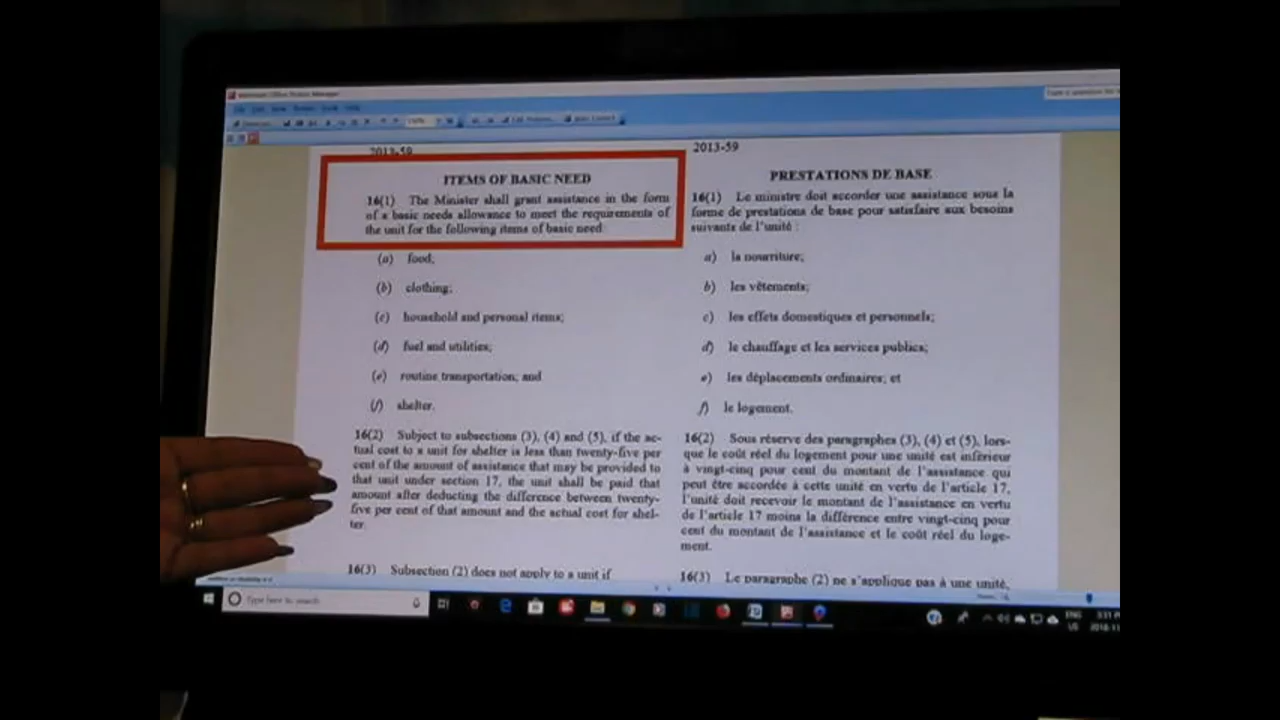 2013-59
ITEMS OF BASIC NEED
16(1) The Minister shall grant assistance in the form
of a basic needs allowance to meet the requirements of
the unit for the following items of basic need:
(a) food;
(b) clothing;
(c) household and personal items;
(d) fuel and utilities;
(e) routine transportation; and
(f) shelter.
16(2) Subject to subsections (3), (4) and (5), if the ac-
tual cost to a unit for shelter is less than twenty-five per
cent of the amount of assistance that may be provided to
that unit under section 17, the unit shall be paid that
amount after deducting the difference between twenty-
five per cent of that amount and the actual cost for shel-
ter.
16(3) Subsection (2) does not apply to a unit if
2013-59
PRESTATIONS DE BASE
16(1) Le ministre doit accorder une assistance sous la
forme de prestations de base pour satisfaire aux besoins
suivants de l'unité :
a) la nourriture;
b) les vêtements;
c) les effets domestiques et personnels;
d) le chauffage et les services publics;
e) les déplacements ordinaires; et
f) le logement.
16(2) Sous réserve des paragraphes (3), (4) et (5), lors-
que le coût réel du logement pour une unité est inférieur
à vingt-cinq pour cent du montant de l'assistance qui
peut être accordée à cette unité en vertu de l'article 17,
l'unité doit recevoir le montant de l'assistance en vertu
de l'article 17 moins la différence entre vingt-cinq pour
cent du montant de l'assistance et le coût réel du loge-
ment.
16(3) Le paragraphe (2) ne s'applique pas à une unité,
Type here to search
ENG